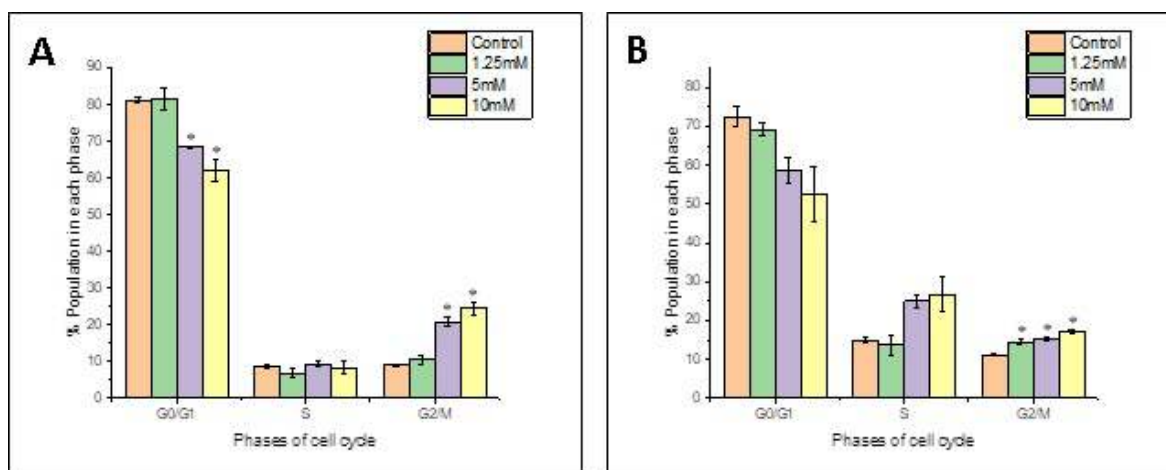 A
Control
1.25mM
5mM
10mM
90
80
70
60
50
40
30
20
10
0
% Population in each phase
* * * *
G0/G1 S G2/M
Phases of cell cycle
B
Control
1.25mM
5mM
10mM
80
70
60
50
40
30
20
10
0
% Population in each phase
* * *
G0/G1 S G2/M
Phases of cell cycle